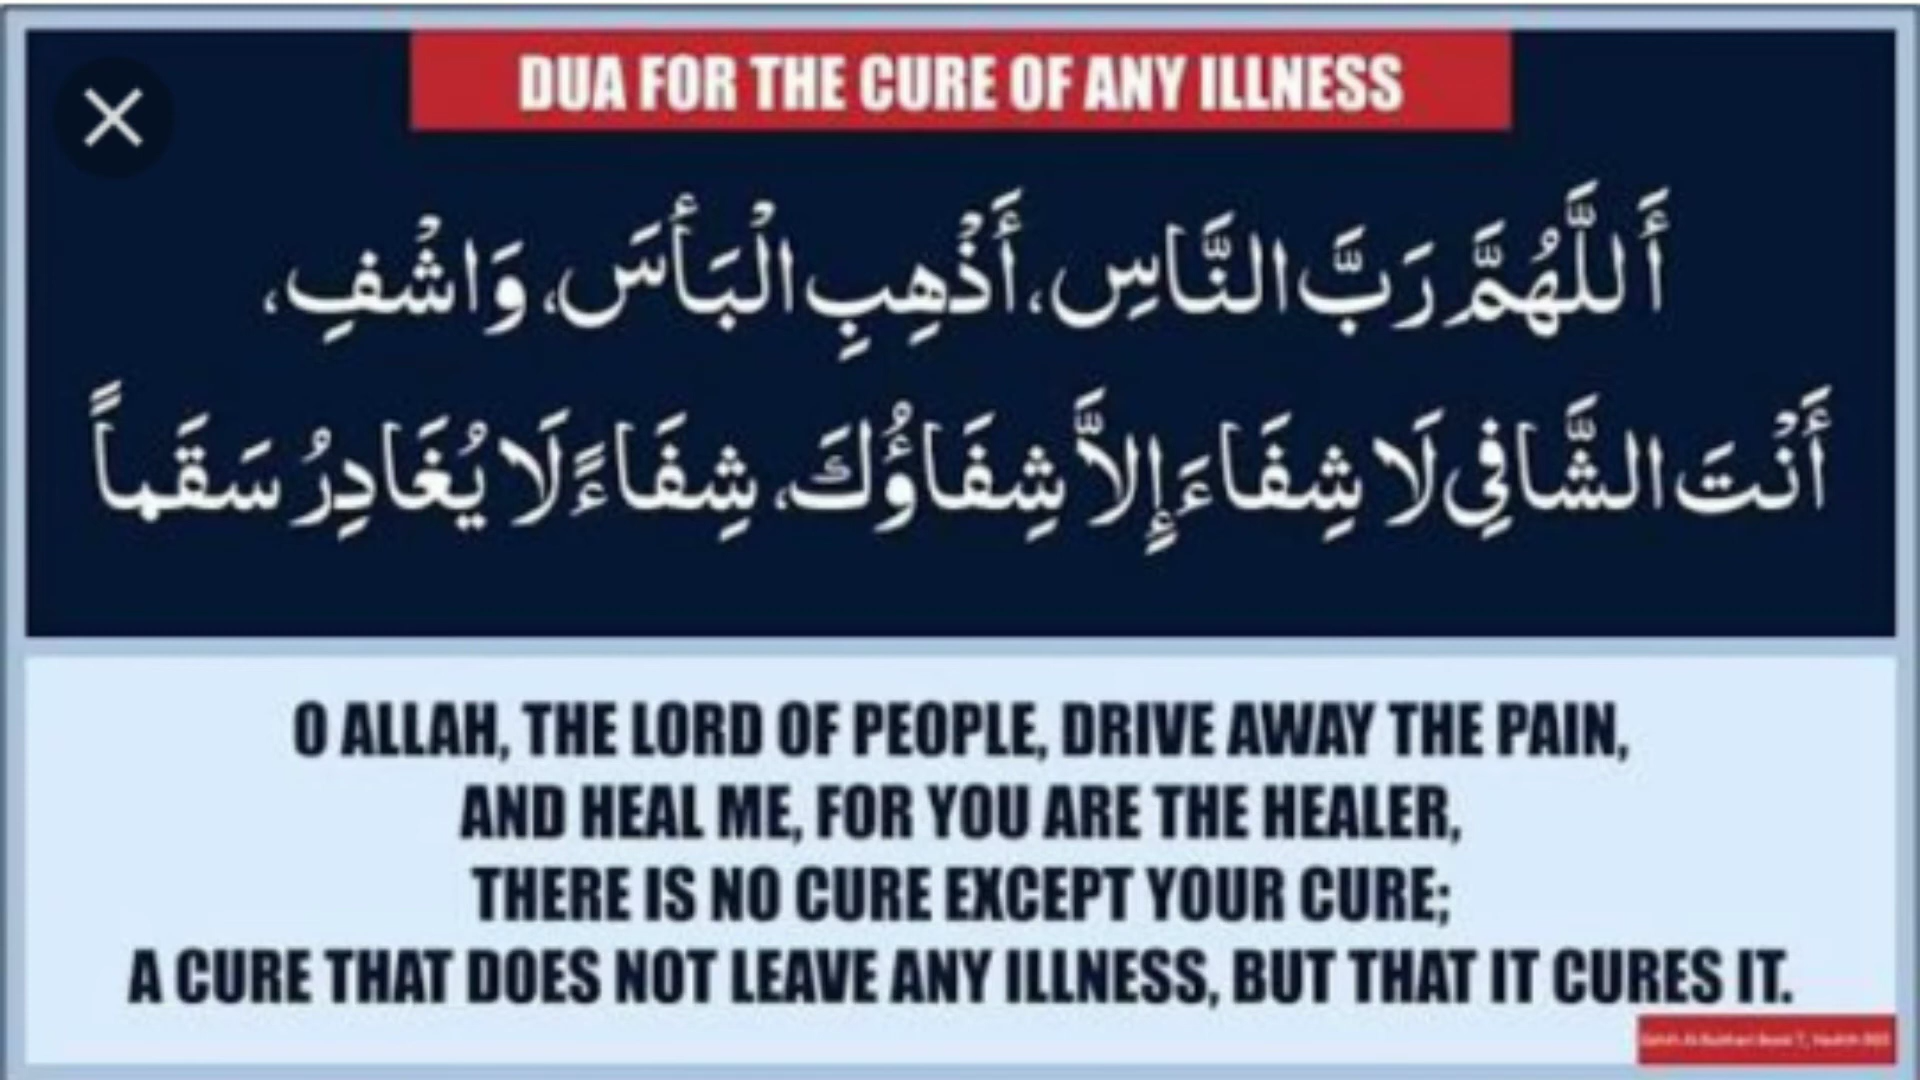 DUA FOR THE CURE OF ANY ILLNESS
أَللَّهُمَّ رَبَّ النَّاسِ، أَذْهِبِ الْبَأْسَ، وَاشْفِ،
أَنْتَ الشَّافِي لَا شِفَاءَ إِلاَّ شِفَاؤُكَ، شِفَاءً لَا يُغَادِرُ سَقَماً
O ALLAH, THE LORD OF PEOPLE, DRIVE AWAY THE PAIN,
AND HEAL ME, FOR YOU ARE THE HEALER,
THERE IS NO CURE EXCEPT YOUR CURE;
A CURE THAT DOES NOT LEAVE ANY ILLNESS, BUT THAT IT CURES IT.